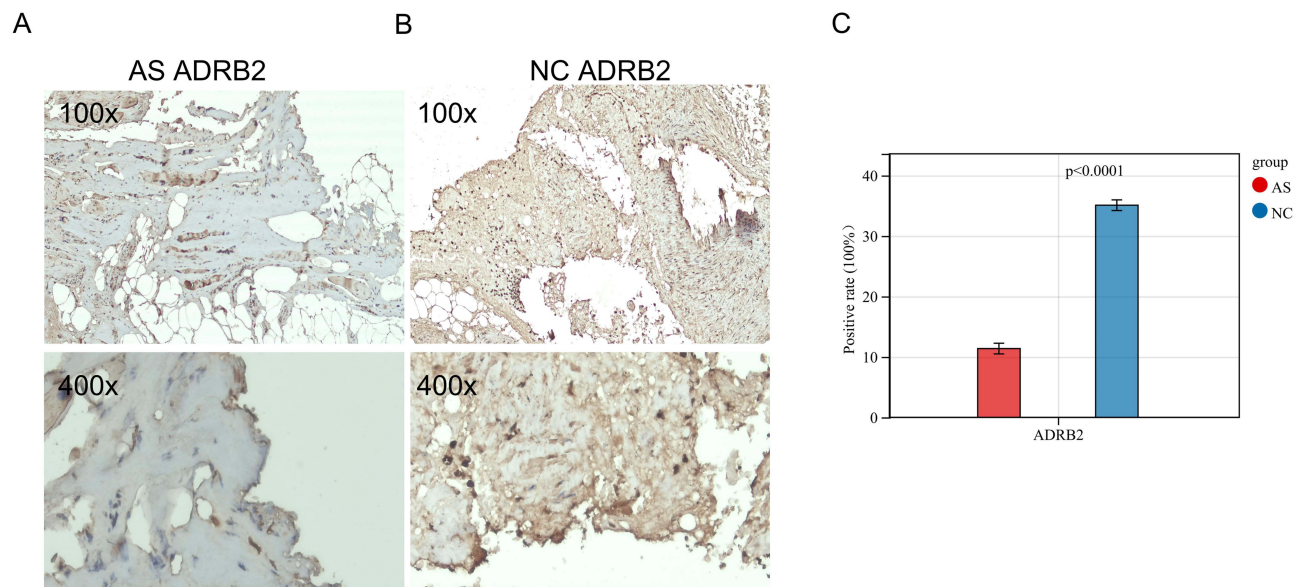 A
B
C
AS ADRB2
NC ADRB2
100x
100x
400x
400x
p<0.0001
group
AS
NC
Positive rate (100%)
40
30
20
10
0
ADRB2